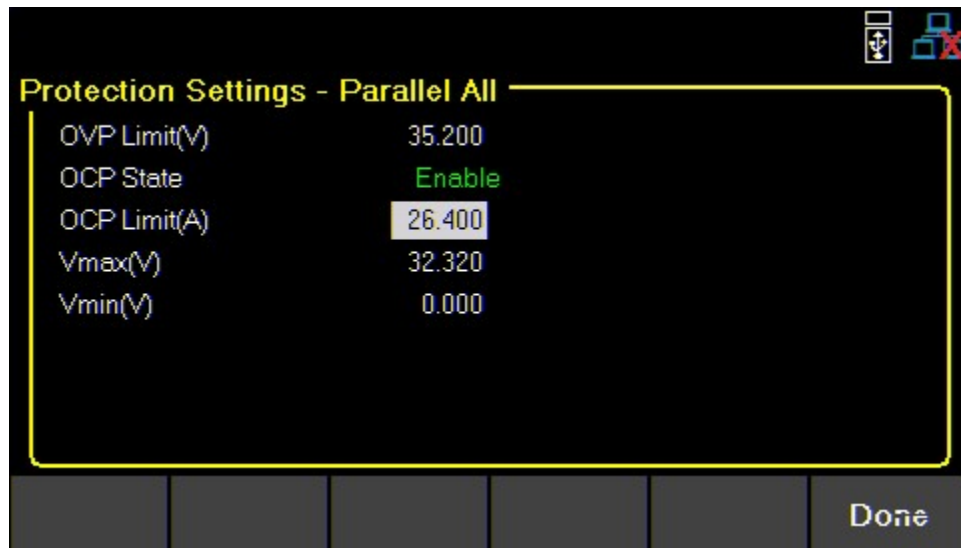 Protection Settings - Parallel All
OVP Limit(V) 35.200
OCP State Enable
OCP Limit(A) 26.400
Vmax(V) 32.320
Vmin(V) 0.000
Done